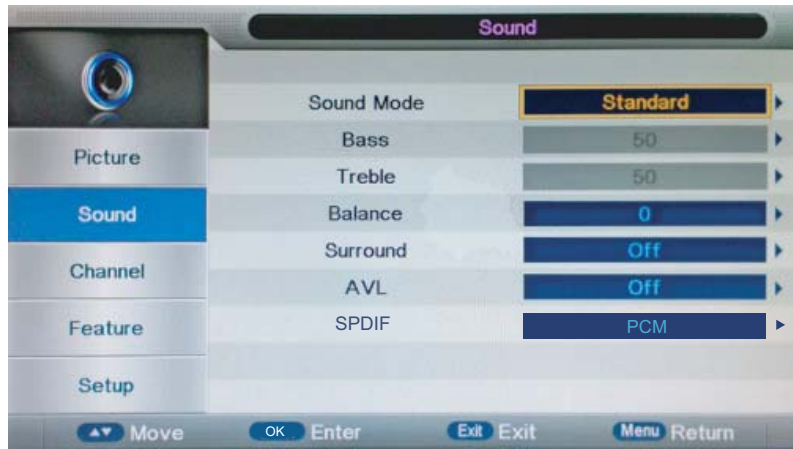 Sound
Picture
Sound
Channel
Feature
Setup
Sound Mode Standard
Bass 50
Treble 50
Balance 0
Surround Off
AVL Off
SPDIF PCM
Move OK Enter Exit Exit Menu Return